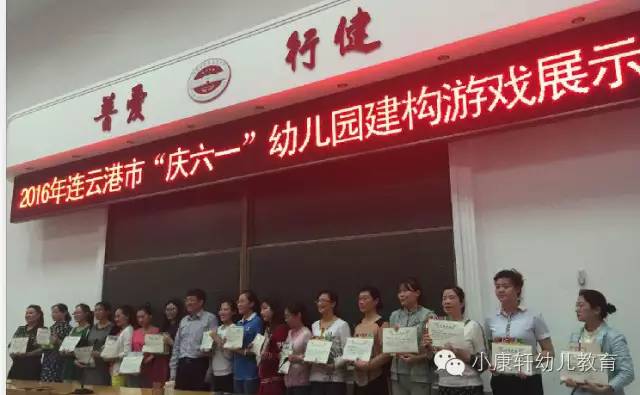 普爱
行健
2016年连云港市“庆六一”幼儿园建构游戏展示
小康轩幼儿教育